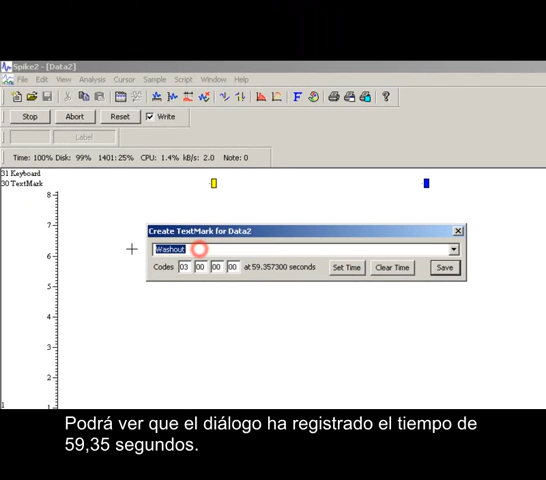 Spike2 - [Data2]
File Edit View Analysis Cursor Sample Script Window Help
Stop Abort Reset Write
Label
Time: 100% Disk: 99% 1401: 25% CPU: 1.4% kB/s: 2.0 Note: 0
31 Keyboard
30 TextMark
8
7
Create TextMark for Data2
Washout
6
Codes 03 00 00 00 at 59.357300 seconds Set Time Clear Time Save
5
4
3
2
1
Podrá ver que el diálogo ha registrado el tiempo de
59,35 segundos.